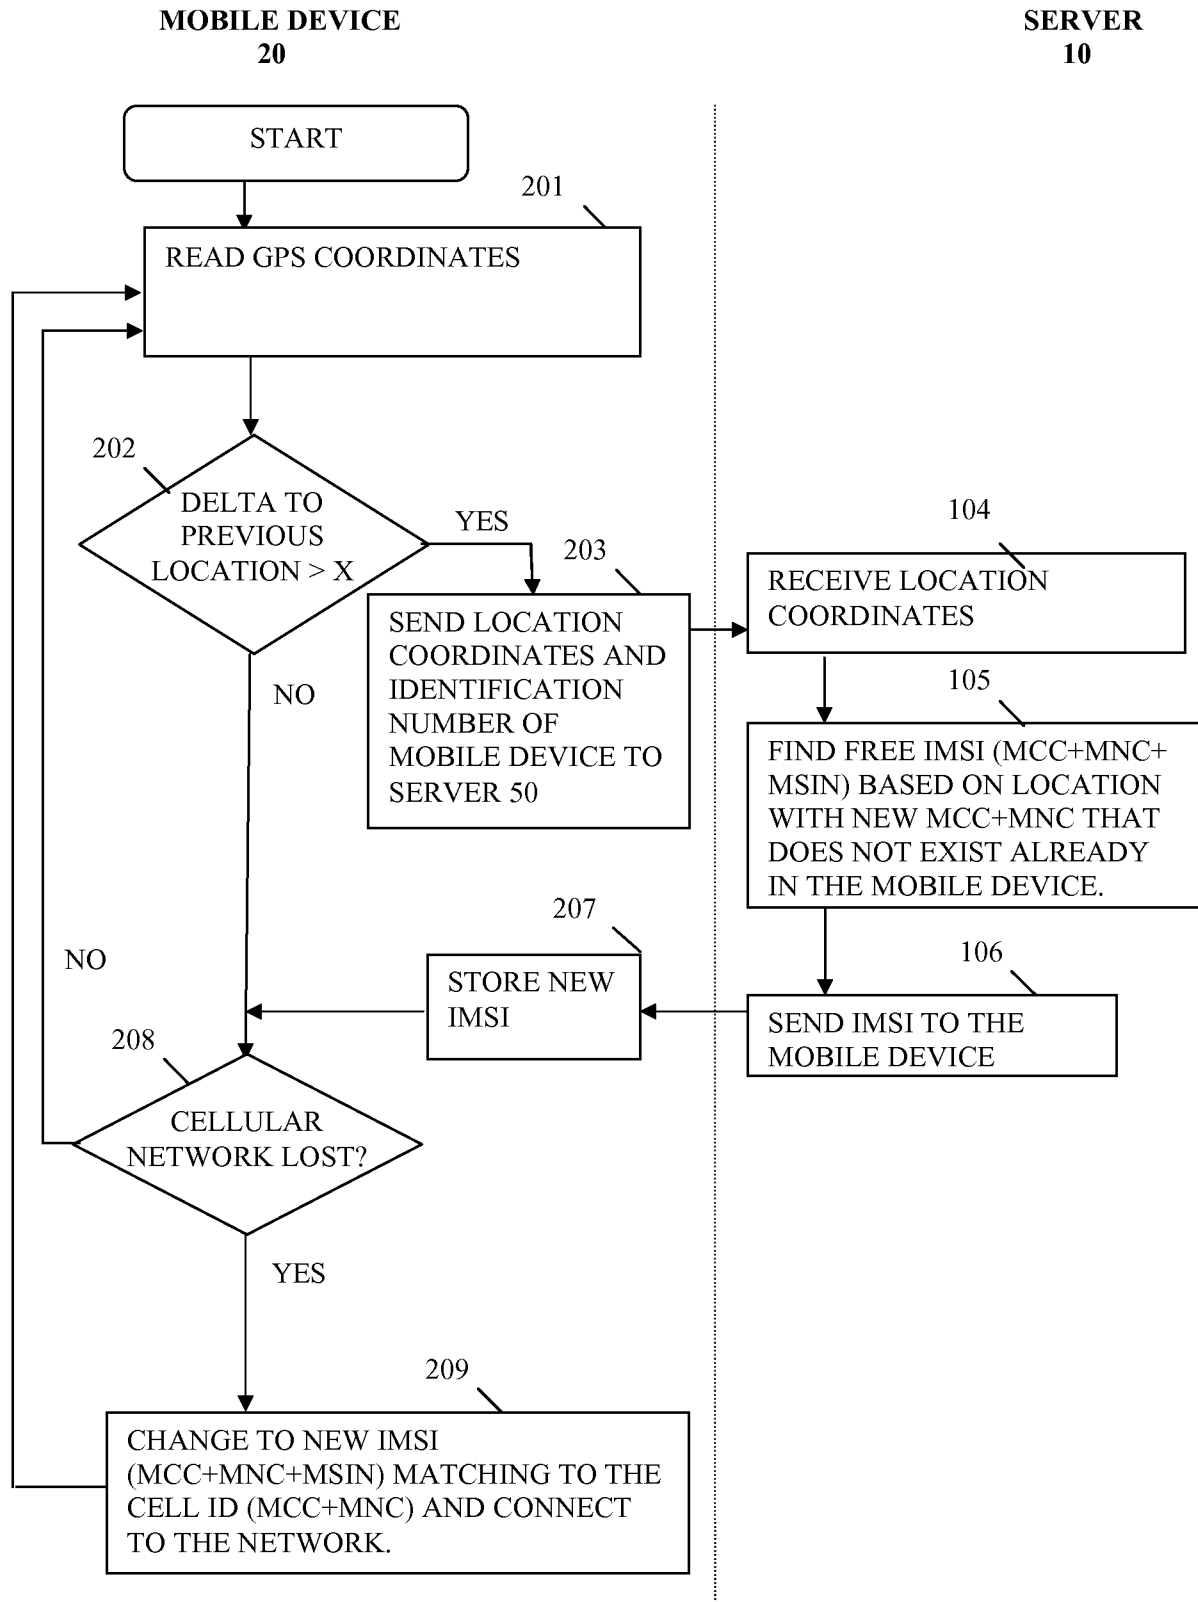 MOBILE DEVICE
20
SERVER
10
START
201
READ GPS COORDINATES
202
DELTA TO
PREVIOUS
LOCATION > X
YES
203
SEND LOCATION
COORDINATES AND
IDENTIFICATION
NUMBER OF
MOBILE DEVICE TO
SERVER 50
104
RECEIVE LOCATION
COORDINATES
NO
105
FIND FREE IMSI (MCC+MNC+
MSIN) BASED ON LOCATION
WITH NEW MCC+MNC THAT
DOES NOT EXIST ALREADY
IN THE MOBILE DEVICE.
207
STORE NEW
IMSI
106
SEND IMSI TO THE
MOBILE DEVICE
NO
208
CELLULAR
NETWORK LOST?
YES
209
CHANGE TO NEW IMSI
(MCC+MNC+MSIN) MATCHING TO THE
CELL ID (MCC+MNC) AND CONNECT
TO THE NETWORK.